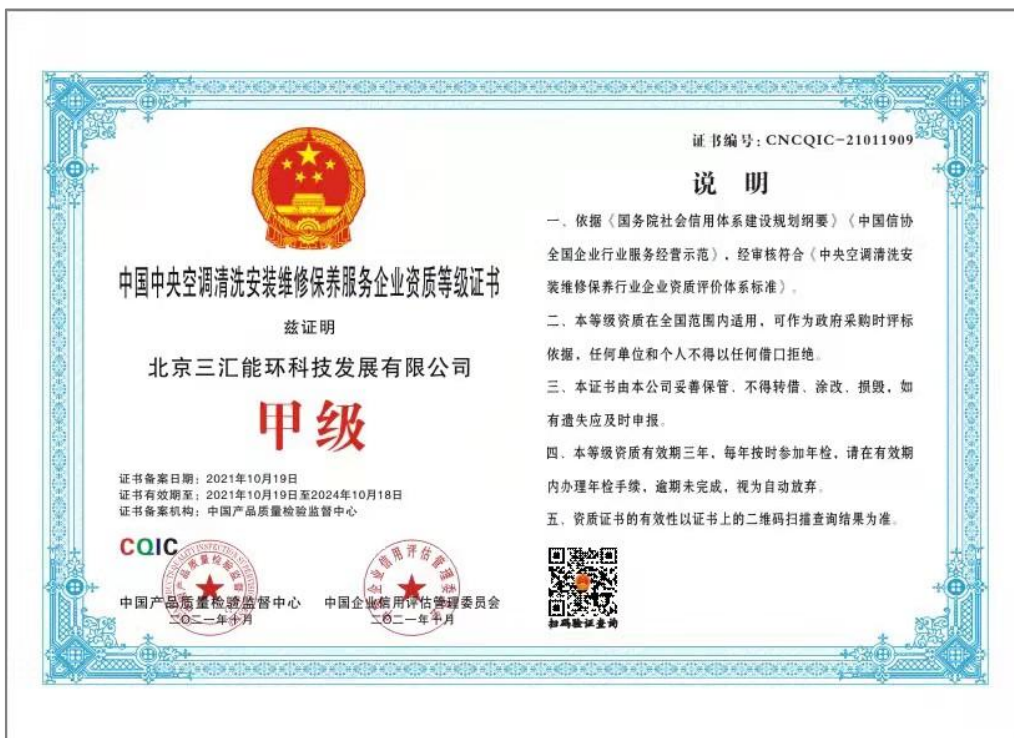 中国中央空调清洗安装维修保养服务企业资质等级证书
兹证明
北京三汇能环科技发展有限公司
甲级
证书备案日期：2021年10月19日
证书有效期至：2021年10月19日至2024年10月18日
证书备案机构：中国产品质量检验监督中心
CQIC
中国产品质量检验监督中心
二〇二一年十月
中国企业信用评估管理委员会
二〇二一年十月
证书编号：CNCQIC-21011909
说 明
一、依据《国务院社会信用体系建设规划纲要》《中国信协
全国企业行业服务经营示范》，经审核符合《中央空调清洗安
装维修保养行业企业资质评价体系标准》。
二、本等级资质在全国范围内适用，可作为政府采购时评标
依据，任何单位和个人不得以任何借口拒绝。
三、本证书由本公司妥善保管、不得转借、涂改、损毁，如
有遗失应及时申报。
四、本等级资质有效期三年，每年按时参加年检，请在有效期
内办理年检手续，逾期未完成，视为自动放弃。
五、资质证书的有效性以证书上的二维码扫描查询结果为准。
扫码验证查询